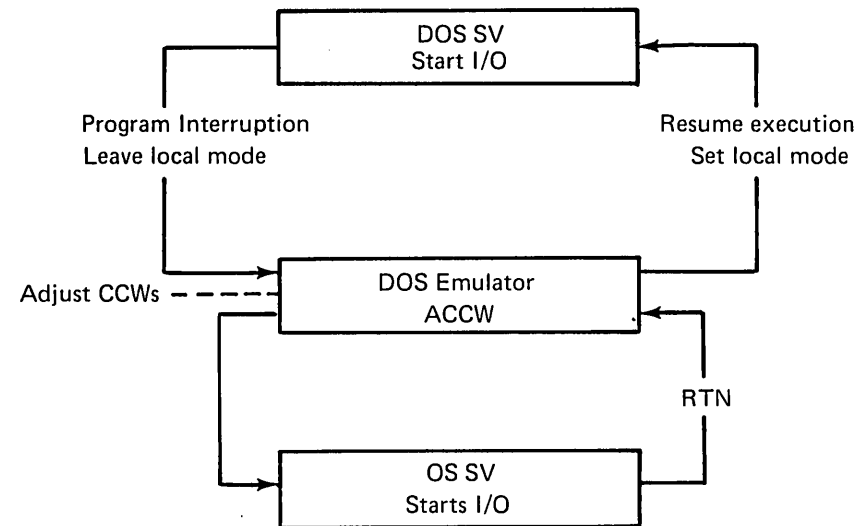 DOS SV
Start I/O
Program Interruption
Leave local mode
Resume execution
Set local mode
DOS Emulator
ACCW
Adjust CCWs
RTN
OS SV
Starts I/O